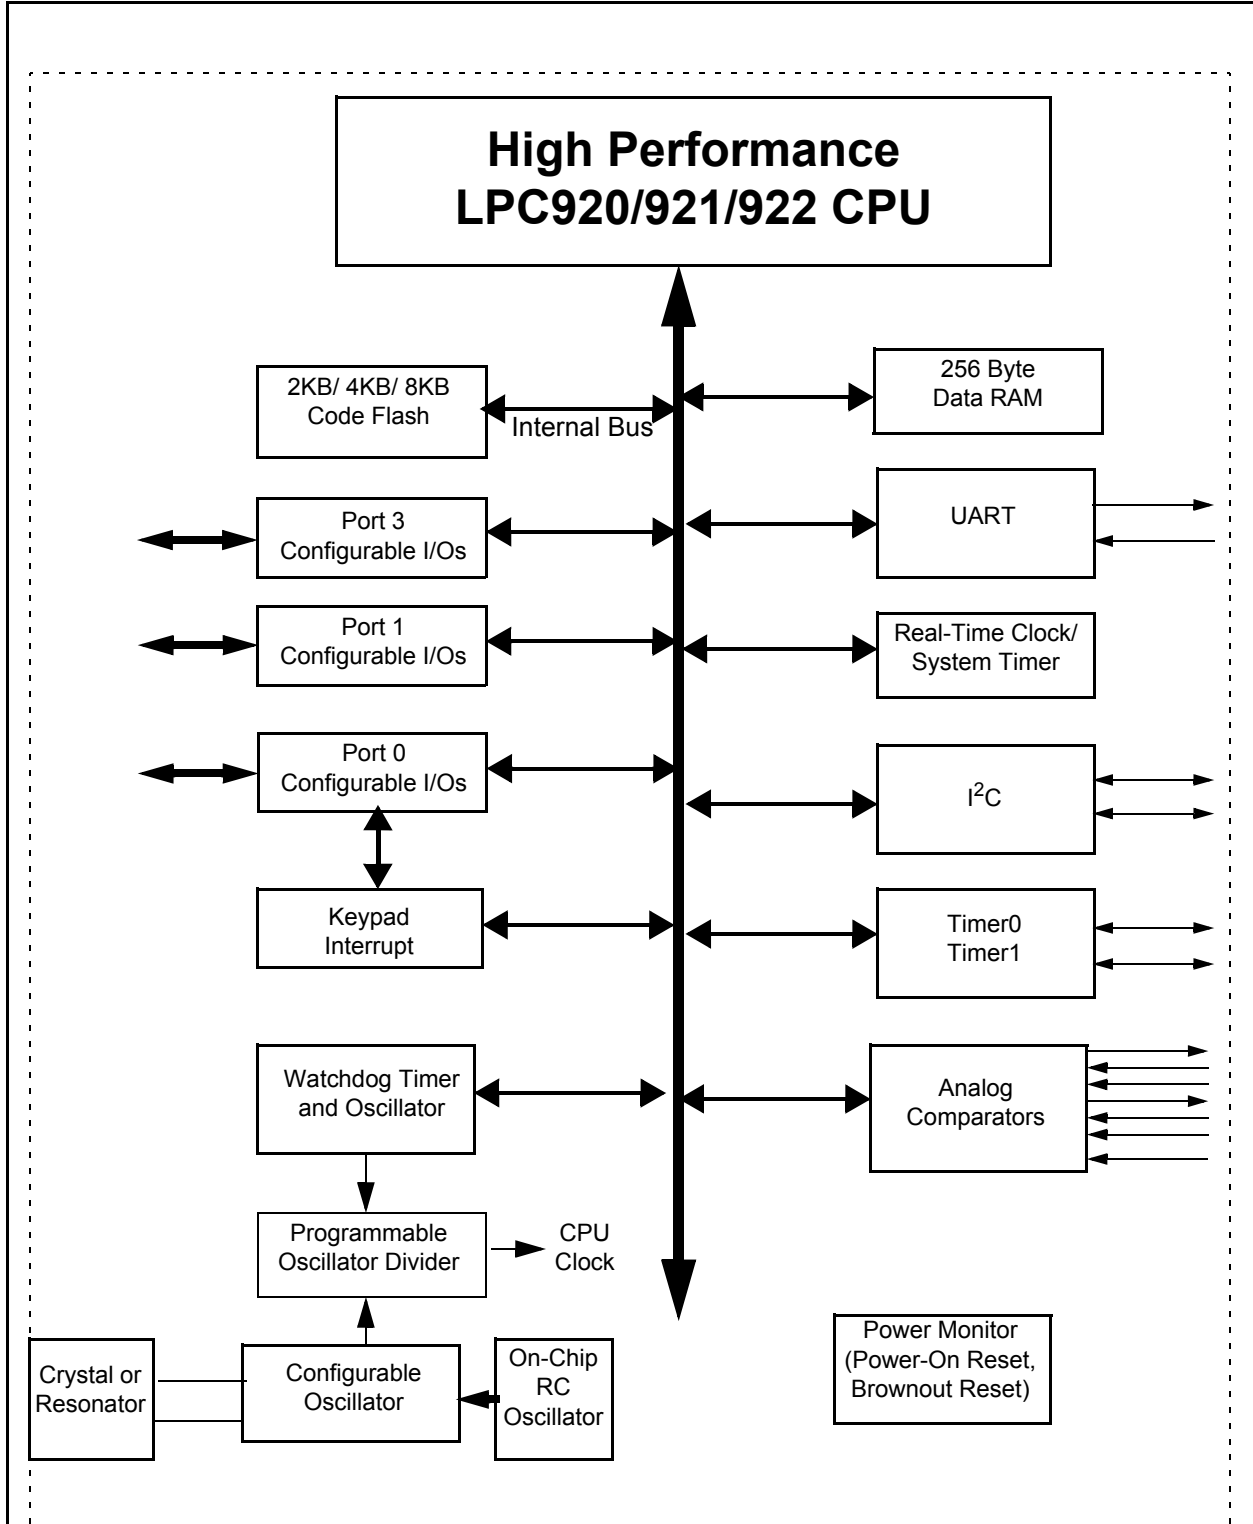 High Performance
LPC920/921/922 CPU
2KB/ 4KB/ 8KB
Code Flash
Internal Bus
256 Byte
Data RAM
Port 3
Configurable I/Os
UART
Port 1
Configurable I/Os
Real-Time Clock/
System Timer
Port 0
Configurable I/Os
I²C
Keypad
Interrupt
Timer0
Timer1
Watchdog Timer
and Oscillator
Analog
Comparators
Programmable
Oscillator Divider
CPU
Clock
Power Monitor
(Power-On Reset,
Brownout Reset)
Crystal or
Resonator
Configurable
Oscillator
On-Chip
RC
Oscillator